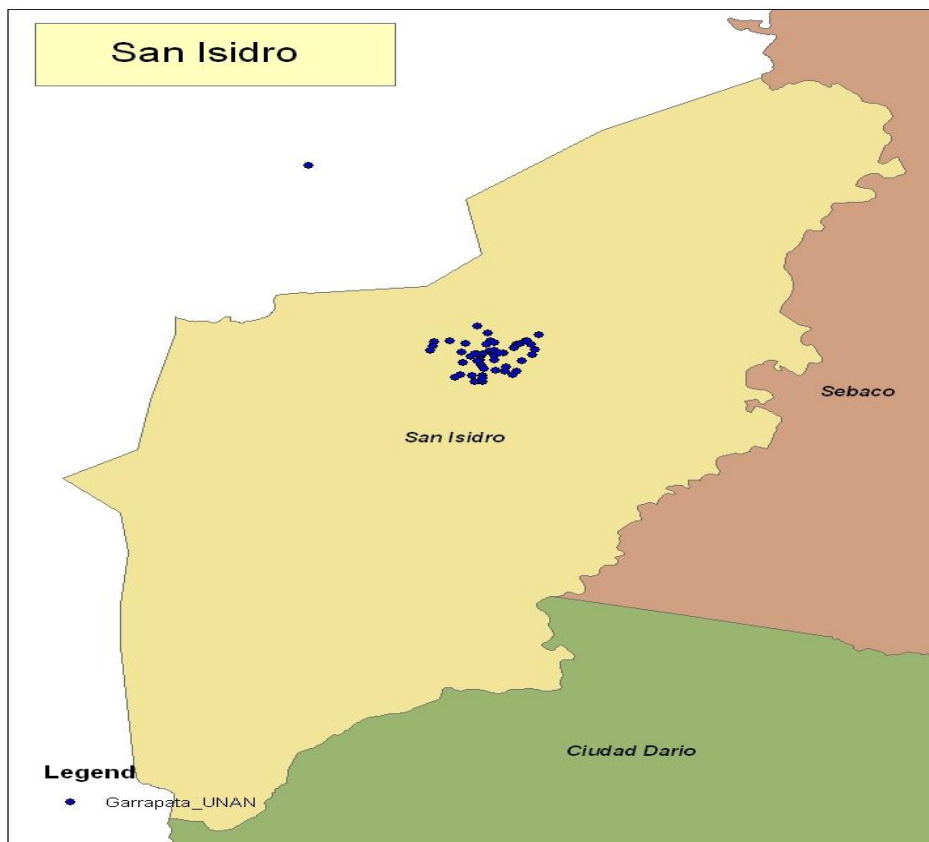 San Isidro
Sebaco
San Isidro
Ciudad Dario
Legend
Garrapata_UNAN